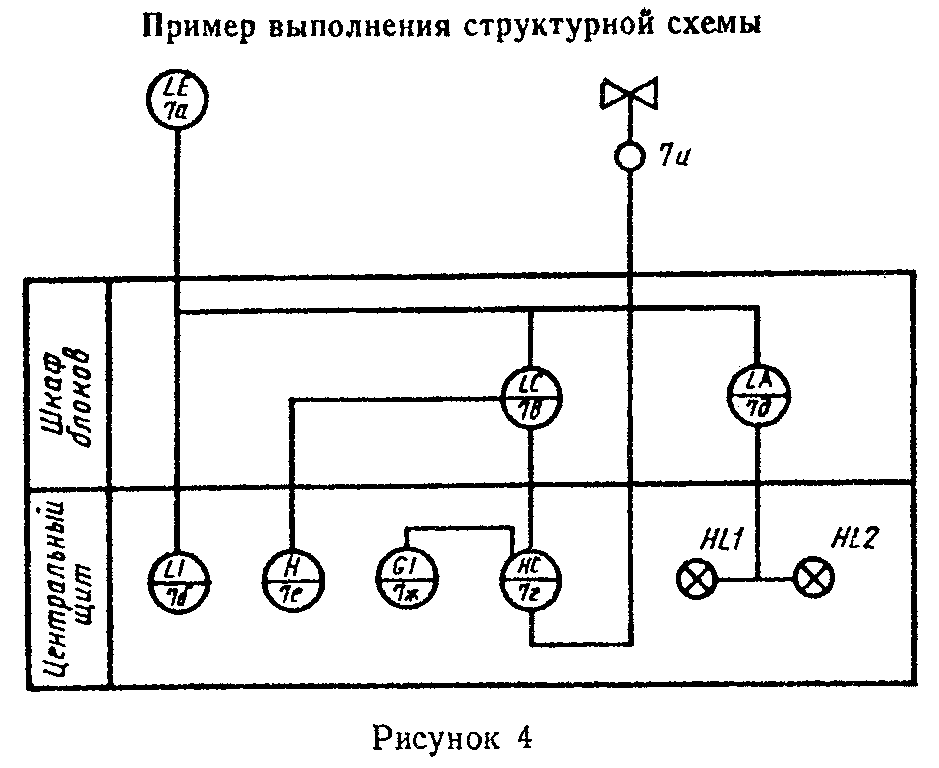 Пример выполнения структурной схемы
LE
7а
7и
Шкаф
блоков
LC
7в
LA
7д
Центральный
щит
LI
7б
H
7е
GI
7ж
HC
7г
HL1
HL2
Рисунок 4